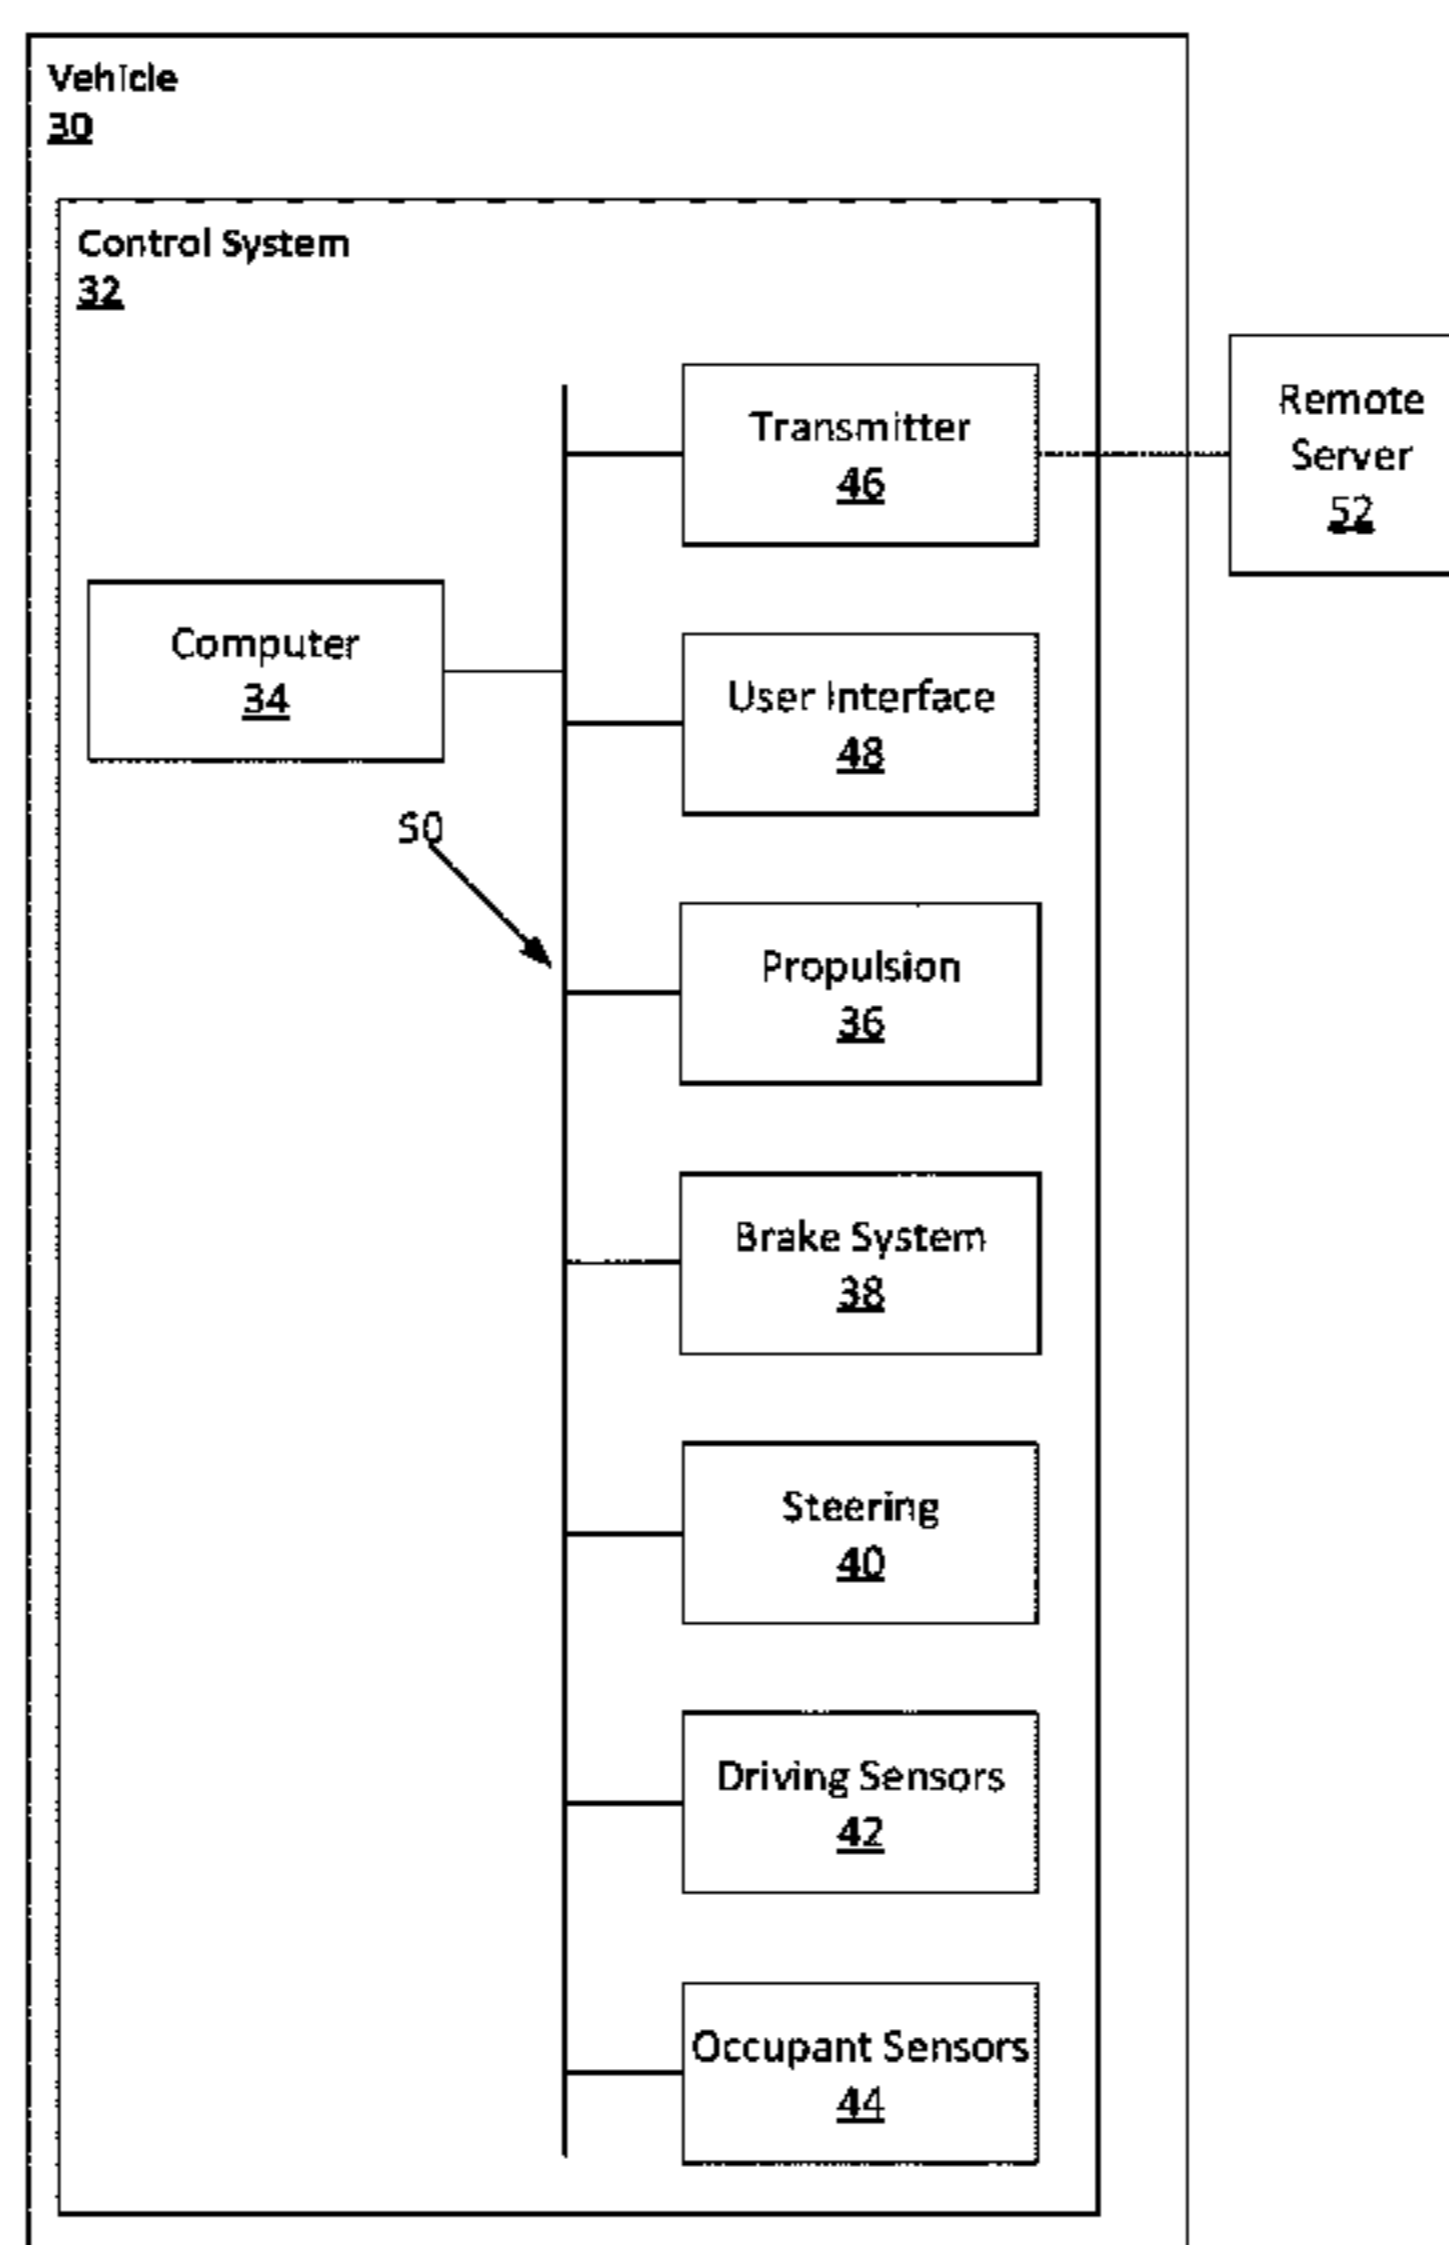 Vehicle
30
Control System
32
Transmitter
46
Remote
Server
52
Computer
34
User Interface
48
50
Propulsion
36
Brake System
38
Steering
40
Driving Sensors
42
Occupant Sensors
44